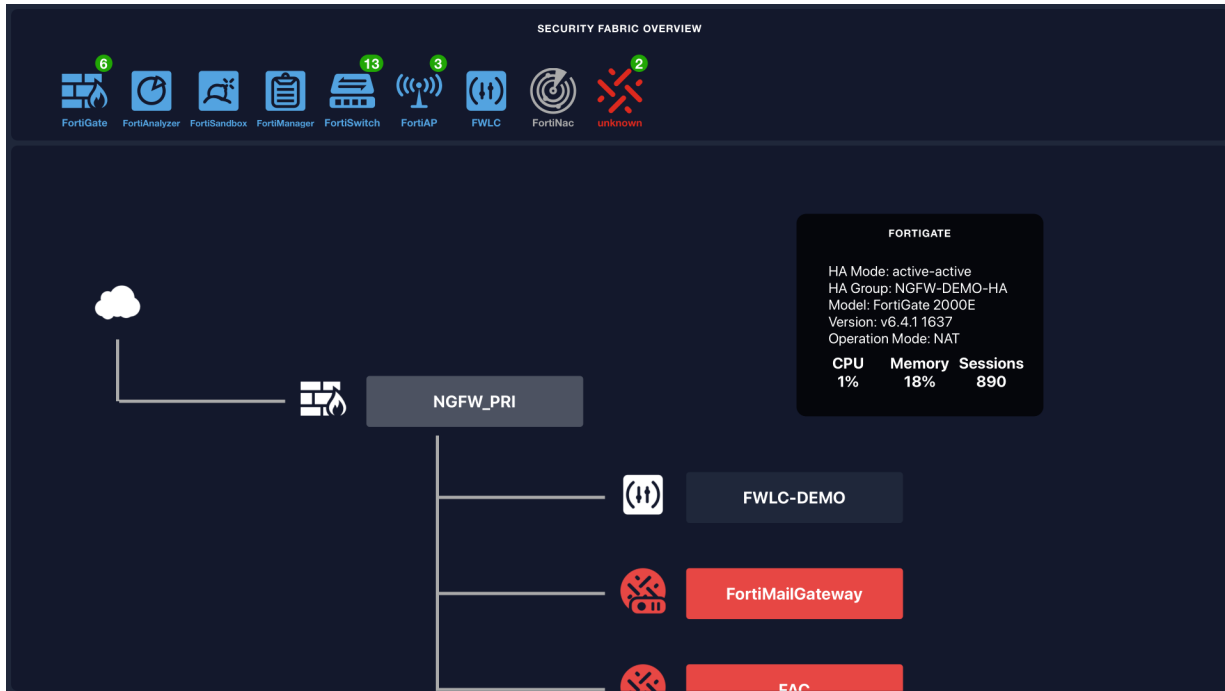 SECURITY FABRIC OVERVIEW
6
13
3
2
FortiGate FortiAnalyzer FortiSandbox FortiManager FortiSwitch FortiAP FWLC FortiNac unknown
FORTIGATE
HA Mode: active-active
HA Group: NGFW-DEMO-HA
Model: FortiGate 2000E
Version: v6.4.1 1637
Operation Mode: NAT
CPU Memory Sessions
1% 18% 890
NGFW_PRI
FWLC-DEMO
FortiMailGateway
FAC